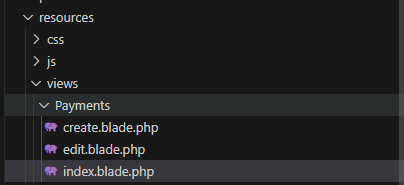 resources
css
js
views
Payments
create.blade.php
edit.blade.php
index.blade.php